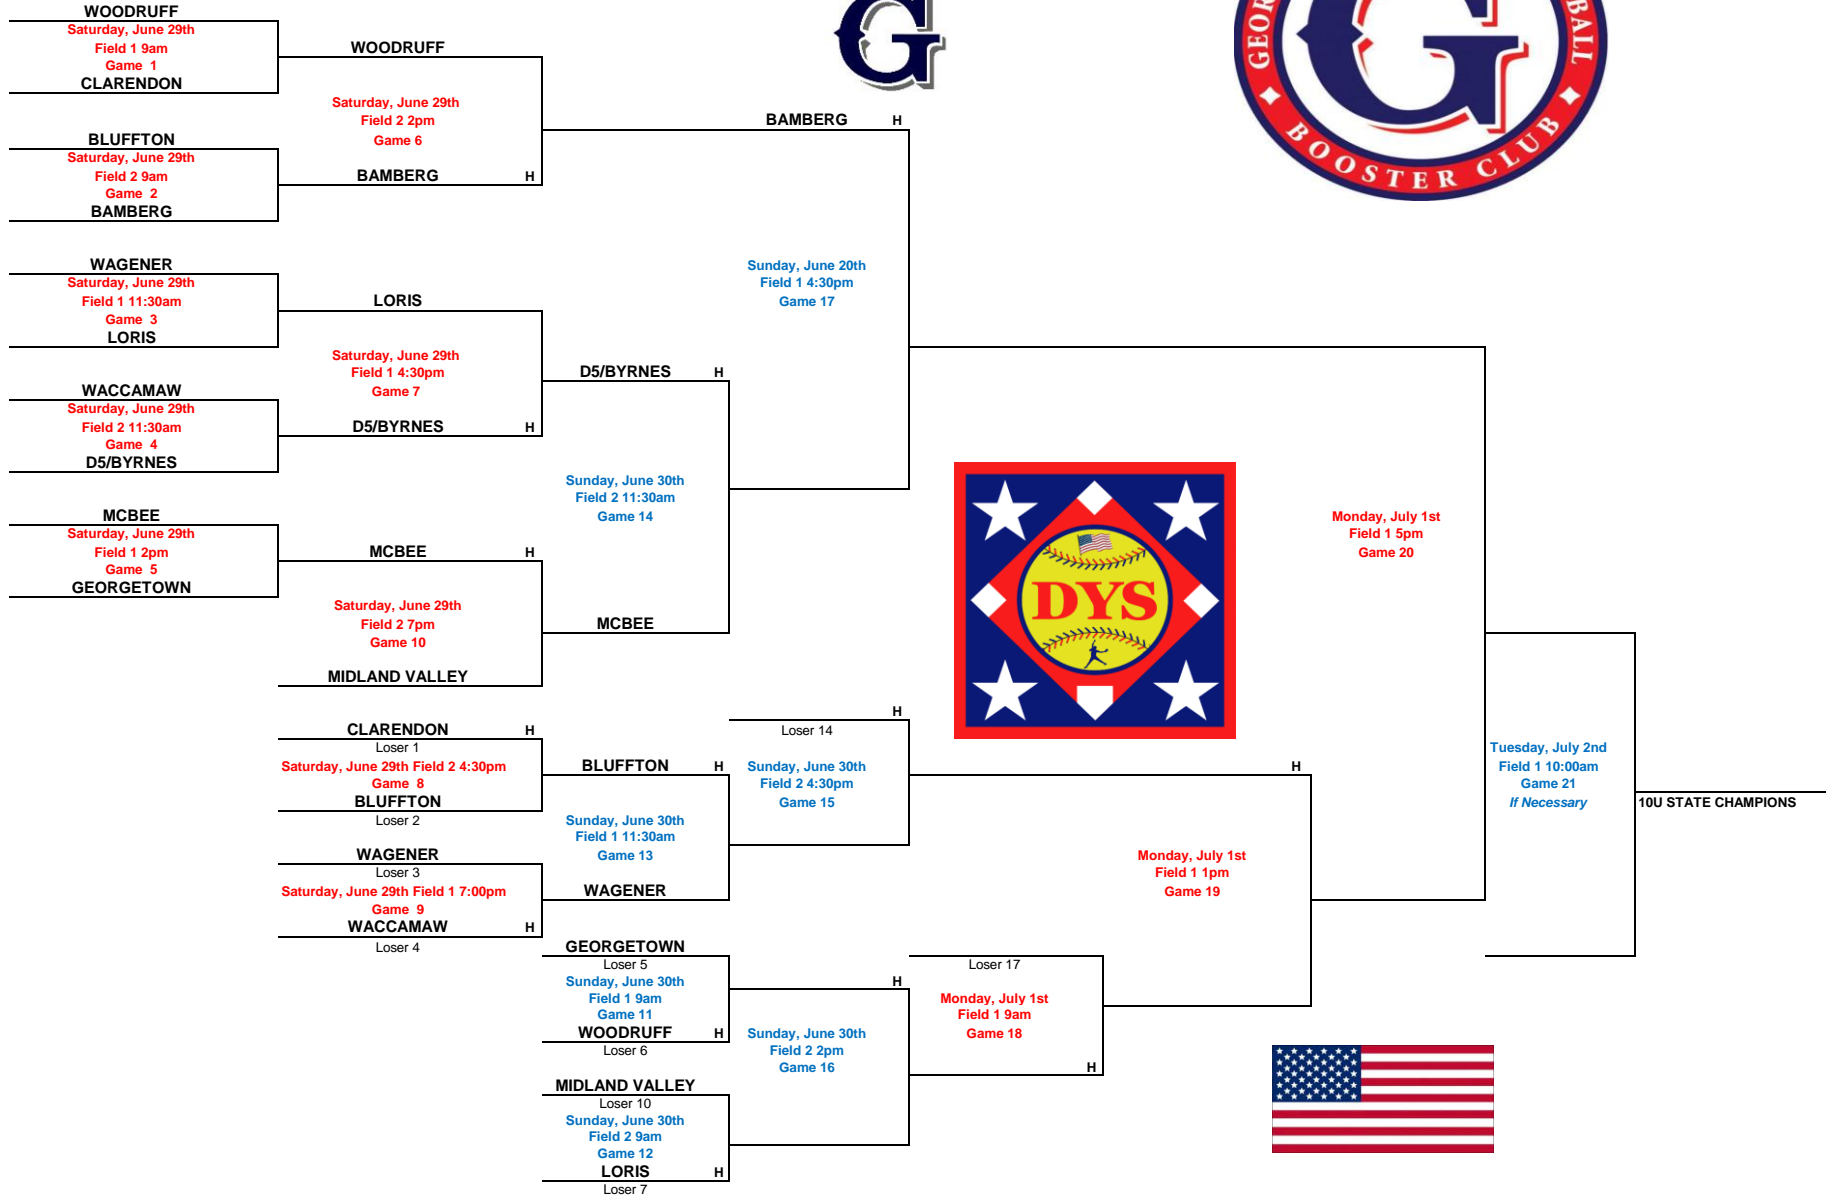 WOODRUFF
Saturday, June 29th
Field 1 9am
Game 1
CLARENDON
BLUFFTON
Saturday, June 29th
Field 2 9am
Game 2
BAMBERG
WAGENER
Saturday, June 29th
Field 1 11:30am
Game 3
LORIS
WACCAMAW
Saturday, June 29th
Field 2 11:30am
Game 4
D5/BYRNES
MCBEE
Saturday, June 29th
Field 1 2pm
Game 5
GEORGETOWN
WOODRUFF
Saturday, June 29th
Field 2 2pm
Game 6
BAMBERG H
LORIS
Saturday, June 29th
Field 1 4:30pm
Game 7
D5/BYRNES H
MCBEE H
Saturday, June 29th
Field 2 7pm
Game 10
MIDLAND VALLEY
CLARENDON H
Loser 1
Saturday, June 29th Field 2 4:30pm
Game 8
BLUFFTON
Loser 2
WAGENER
Loser 3
Saturday, June 29th Field 1 7:00pm
Game 9
WACCAMAW H
Loser 4
D5/BYRNES H
Sunday, June 30th
Field 2 11:30am
Game 14
MCBEE
BLUFFTON H
Sunday, June 30th
Field 1 11:30am
Game 13
WAGENER
GEORGETOWN
Loser 5
Sunday, June 30th
Field 1 9am
Game 11
WOODRUFF H
Loser 6
MIDLAND VALLEY
Loser 10
Sunday, June 30th
Field 2 9am
Game 12
LORIS H
Loser 7
BAMBERG H
Sunday, June 20th
Field 1 4:30pm
Game 17
H
Loser 14
Sunday, June 30th
Field 2 4:30pm
Game 15
H
Sunday, June 30th
Field 2 2pm
Game 16
Loser 17
Monday, July 1st
Field 1 9am
Game 18
H
H
Monday, July 1st
Field 1 1pm
Game 19
Monday, July 1st
Field 1 5pm
Game 20
Tuesday, July 2nd
Field 1 10:00am
Game 21
If Necessary
10U STATE CHAMPIONS
G
G
BOOSTER CLUB
DYS